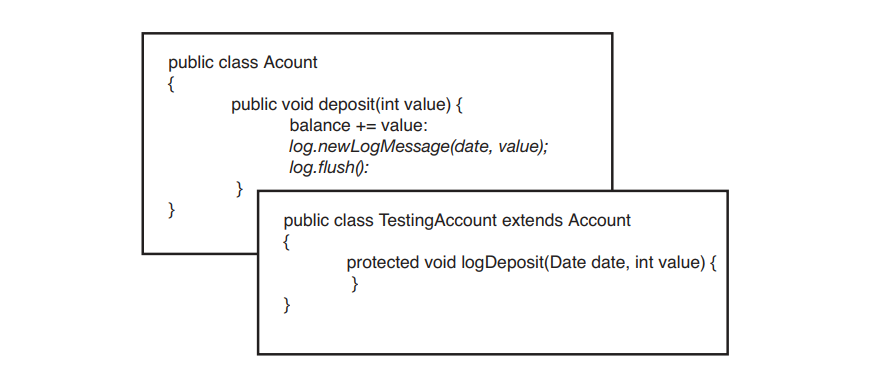 public class Acount
{
public void deposit(int value) {
balance += value:
log.newLogMessage(date, value);
log.flush():
}
}
public class TestingAccount extends Account
{
protected void logDeposit(Date date, int value) {
}
}